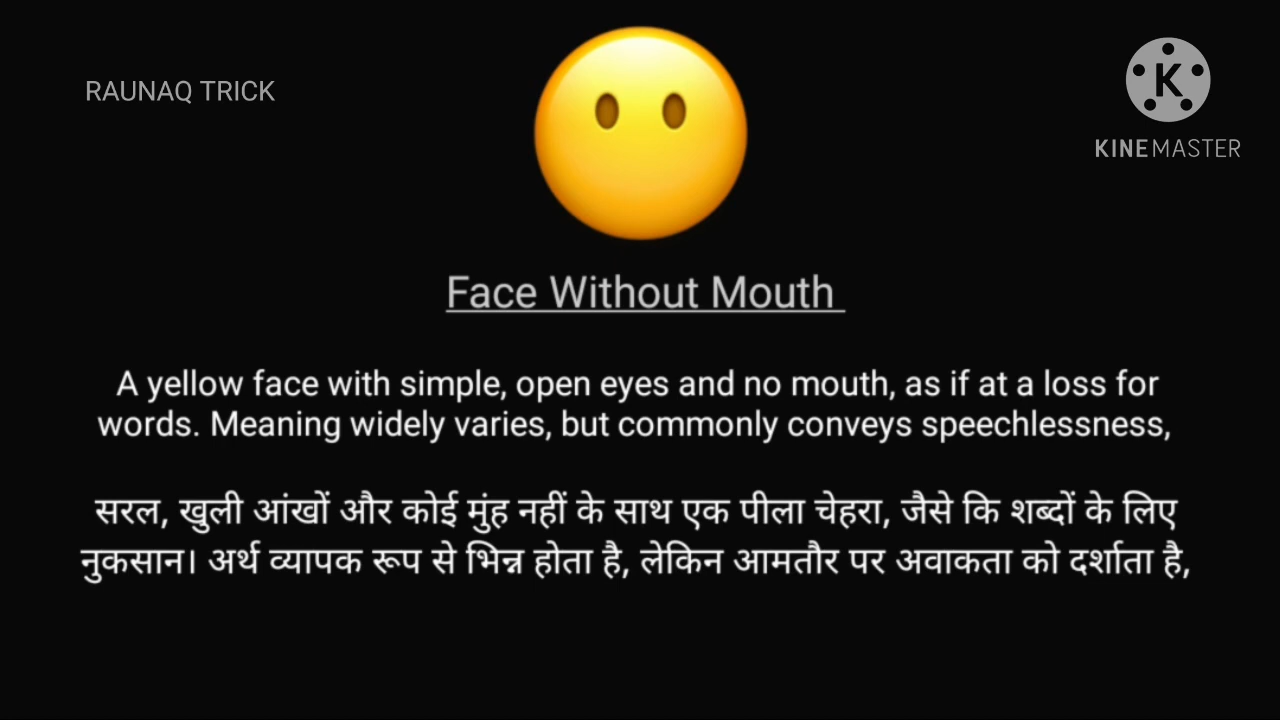 RAUNAQ TRICK
K
KINEMASTER
Face Without Mouth
A yellow face with simple, open eyes and no mouth, as if at a loss for
words. Meaning widely varies, but commonly conveys speechlessness,
सरल, खुली आंखों और कोई मुंह नहीं के साथ एक पीला चेहरा, जैसे कि शब्दों के लिए
नुकसान। अर्थ व्यापक रूप से भिन्न होता है, लेकिन आमतौर पर अवाकता को दर्शाता है,